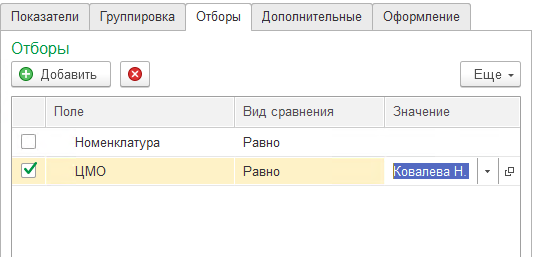 Показатели Группировка Отборы Дополнительные Оформление
Отборы
Добавить Еще
Поле Вид сравнения Значение
Номенклатура Равно
ЦМО Равно Ковалева Н.